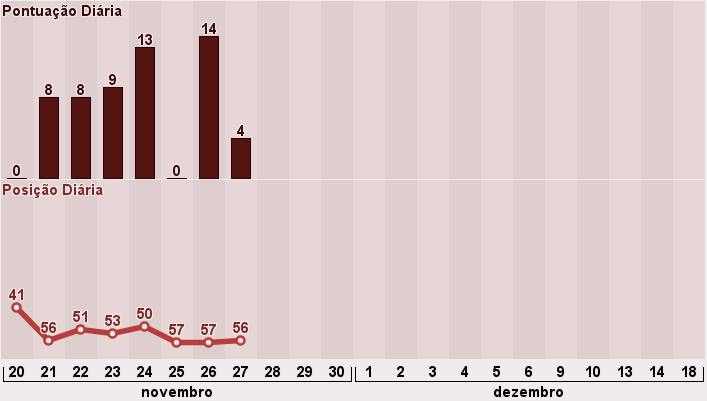 Pontuação Diária
0 8 8 9 13 0 14 4
Posição Diária
41 56 51 53 50 57 57 56
20 21 22 23 24 25 26 27 28 29 30 1 2 3 4 5 6 9 10 13 14 18
novembro dezembro